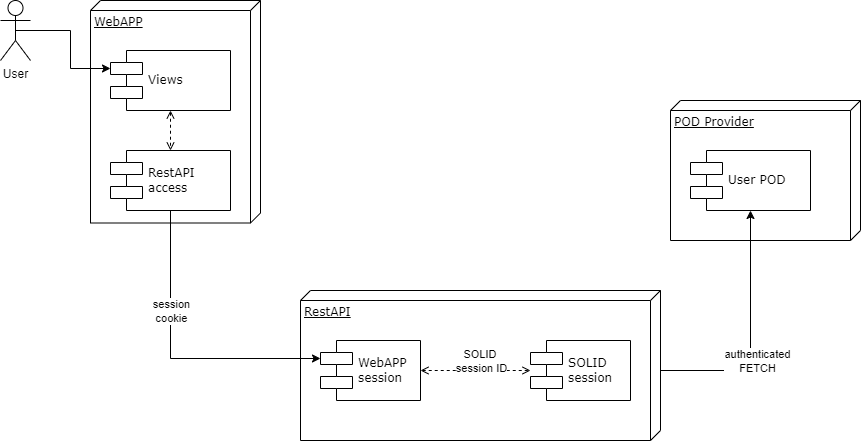 WebAPP
User
Views
RestAPI
access
POD Provider
User POD
session
cookie
RestAPI
WebAPP
session
SOLID
session ID
SOLID
session
authenticated
FETCH